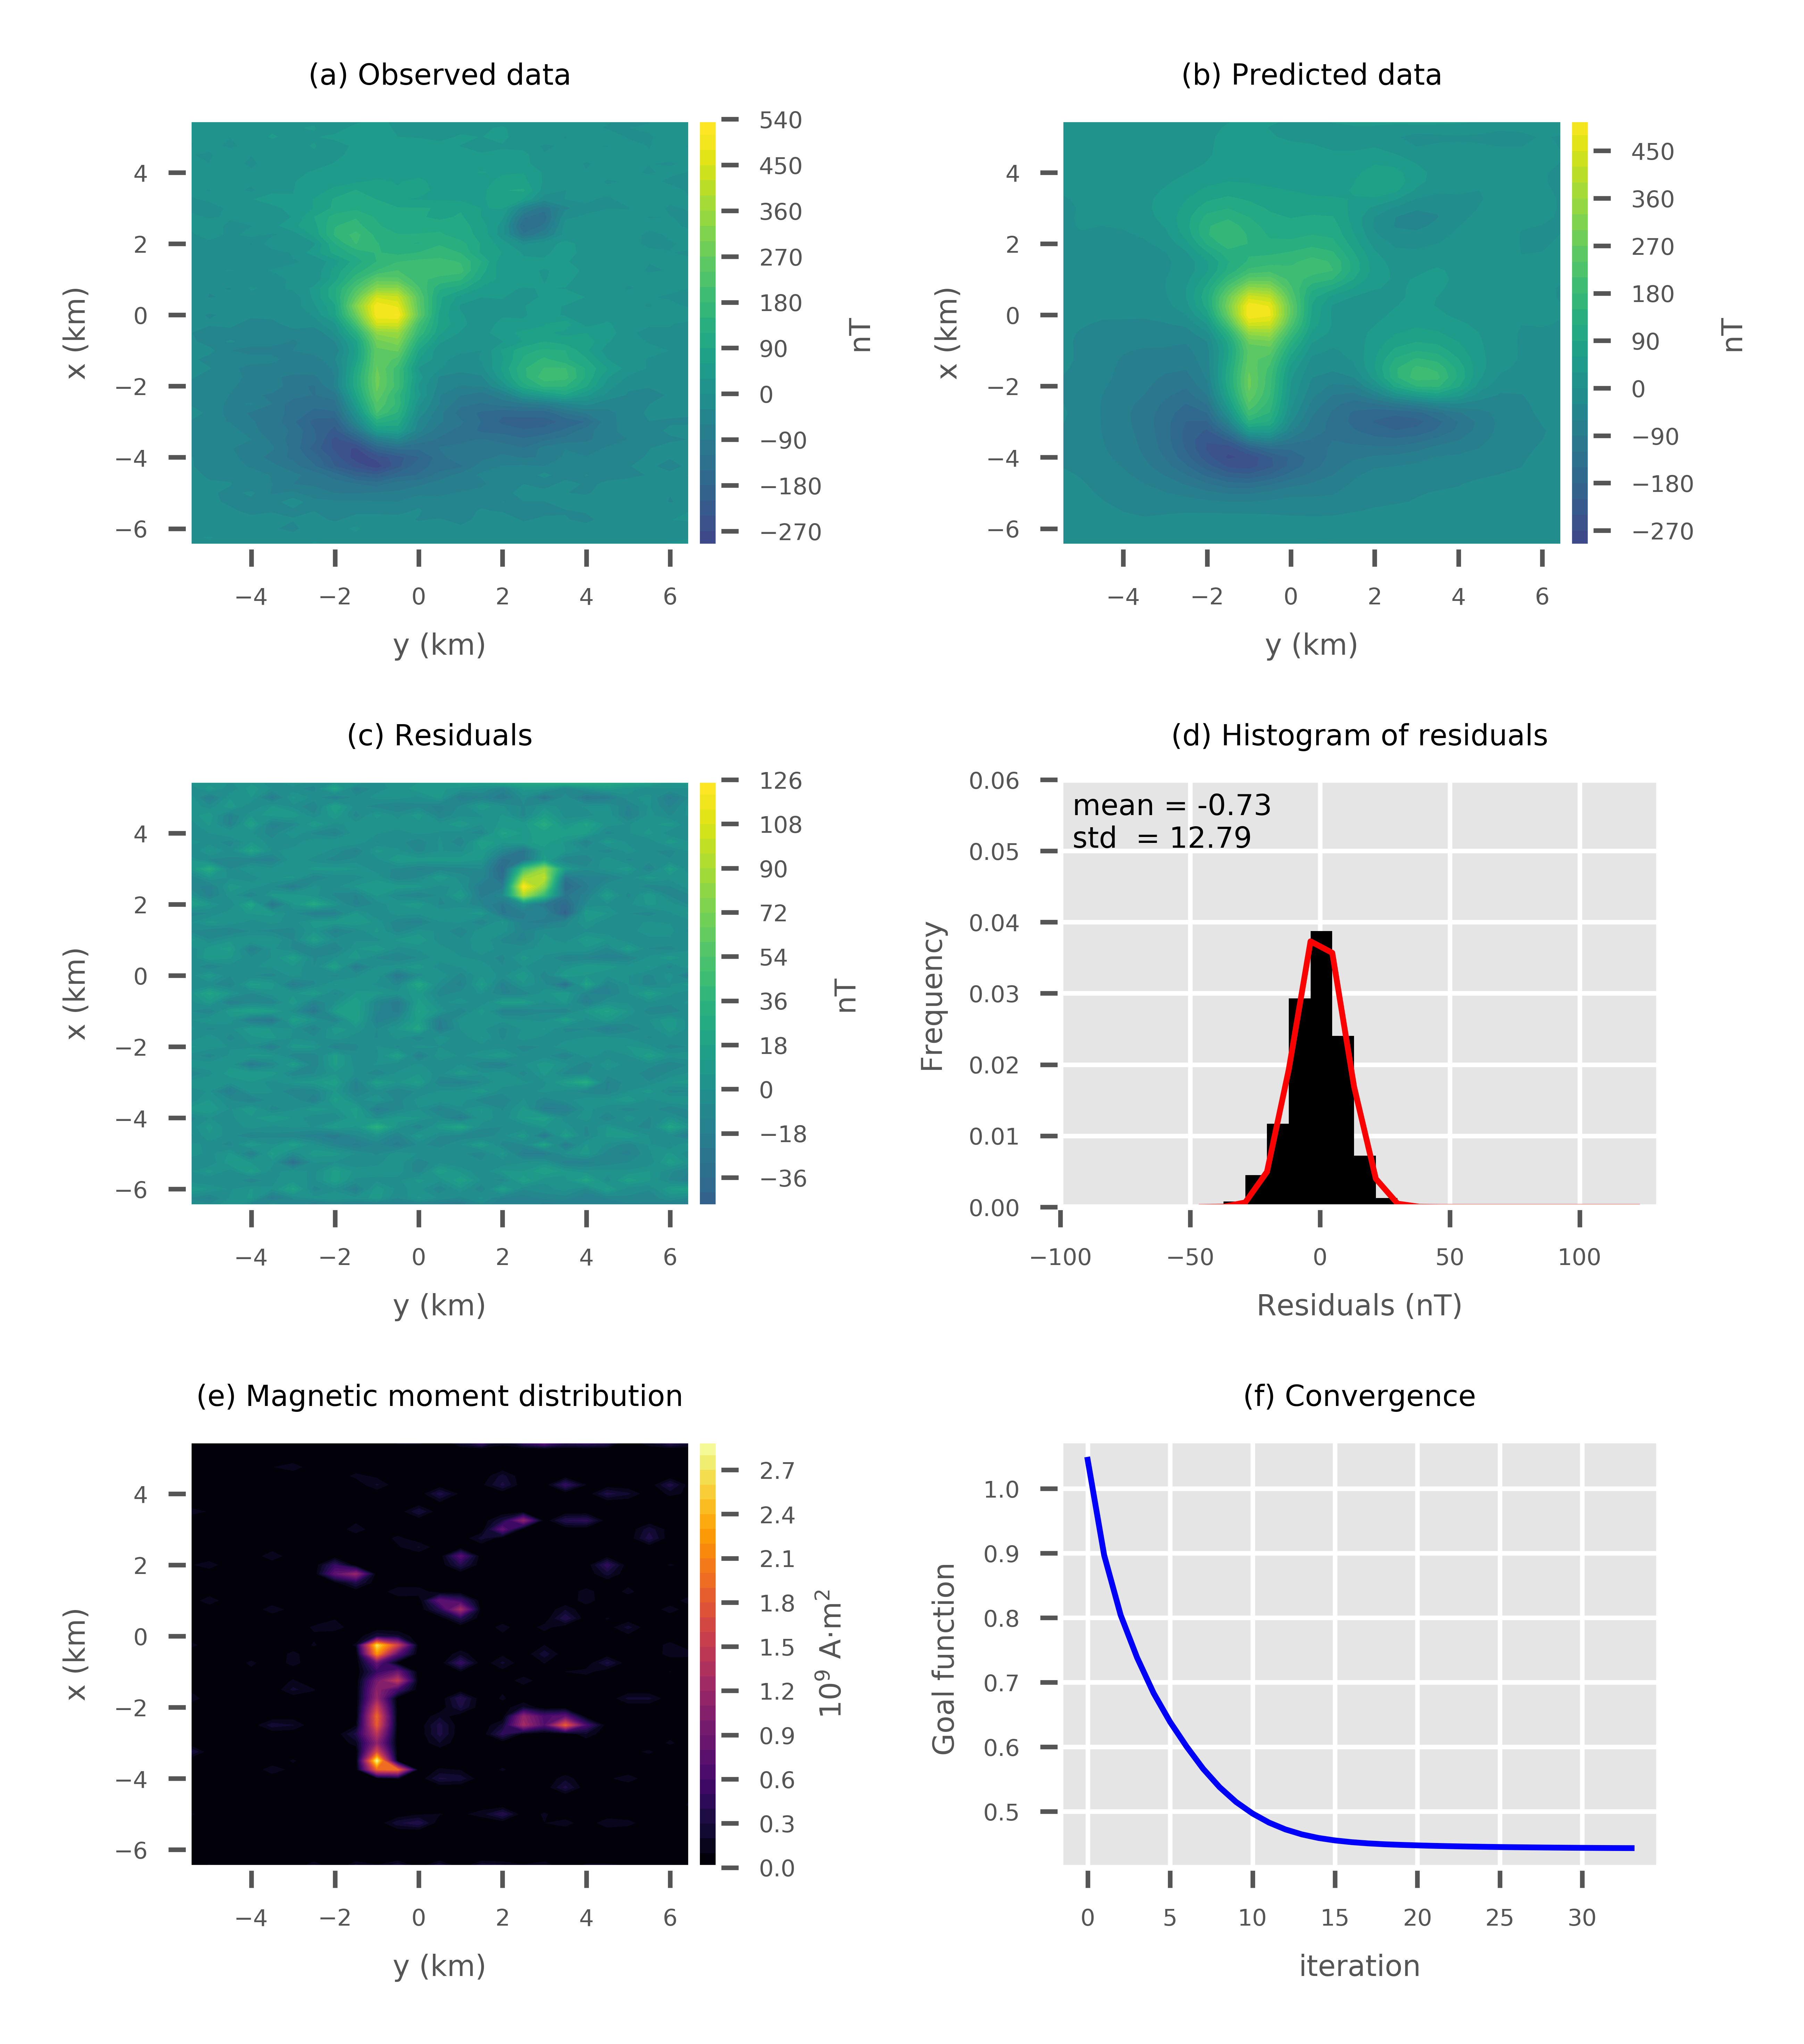 (a) Observed data
x (km)
4
2
0
−2
−4
−6
−4 −2 0 2 4 6
y (km)
540
450
360
270
180
90
0
−90
−180
−270
nT
(b) Predicted data
x (km)
4
2
0
−2
−4
−6
−4 −2 0 2 4 6
y (km)
450
360
270
180
90
0
−90
−180
−270
nT
(c) Residuals
x (km)
4
2
0
−2
−4
−6
−4 −2 0 2 4 6
y (km)
126
108
90
72
54
36
18
0
−18
−36
nT
(d) Histogram of residuals
mean = -0.73
std = 12.79
Frequency
0.06
0.05
0.04
0.03
0.02
0.01
0.00
−100 −50 0 50 100
Residuals (nT)
(e) Magnetic moment distribution
x (km)
4
2
0
−2
−4
−6
−4 −2 0 2 4 6
y (km)
2.7
2.4
2.1
1.8
1.5
1.2
0.9
0.6
0.3
0.0
10⁹ A·m²
(f) Convergence
Goal function
1.0
0.9
0.8
0.7
0.6
0.5
0 5 10 15 20 25 30
iteration